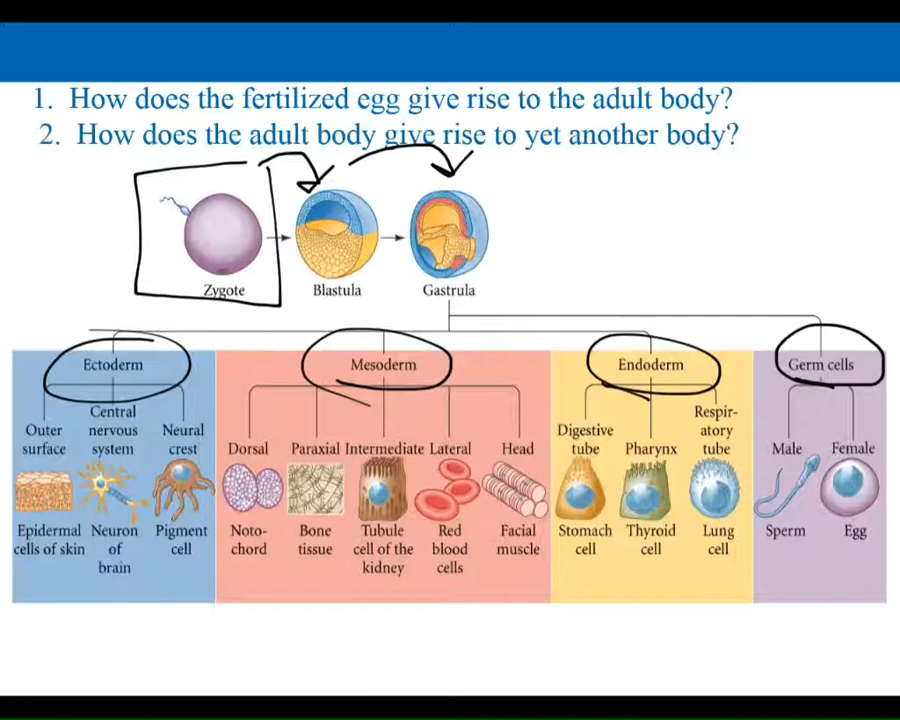 1. How does the fertilized egg give rise to the adult body?
2. How does the adult body give rise to yet another body?
Zygote
Blastula
Gastrula
Ectoderm
Mesoderm
Endoderm
Germ cells
Outer
surface
Central
nervous
system
Neural
crest
Dorsal
Paraxial
Intermediate
Lateral
Head
Digestive
tube
Pharynx
Respir-
atory
tube
Male
Female
Epidermal
cells of skin
Neuron
of
brain
Pigment
cell
Noto-
chord
Bone
tissue
Tubule
cell of the
kidney
Red
blood
cells
Facial
muscle
Stomach
cell
Thyroid
cell
Lung
cell
Sperm
Egg